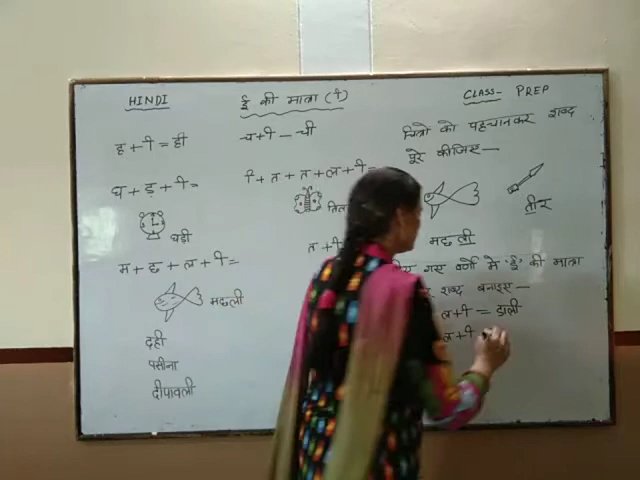 HINDI
ई की मात्रा (ी)
CLASS- PREP
ह + ी = ही
च + ी - ची
चित्रो को पहचानकर शब्द
पूरे कीजिए -
घ + ड़ + ी =
ि + त + त + ल + ी =
घड़ी
तित
मछली
तीर
म + छ + ल + ी =
त + ी
गए वर्णो मे 'ई' की मात्रा
शब्द बनाइए -
मछली
ल + ी = डाली
ल + ी
दही
पसीना
दीपावली